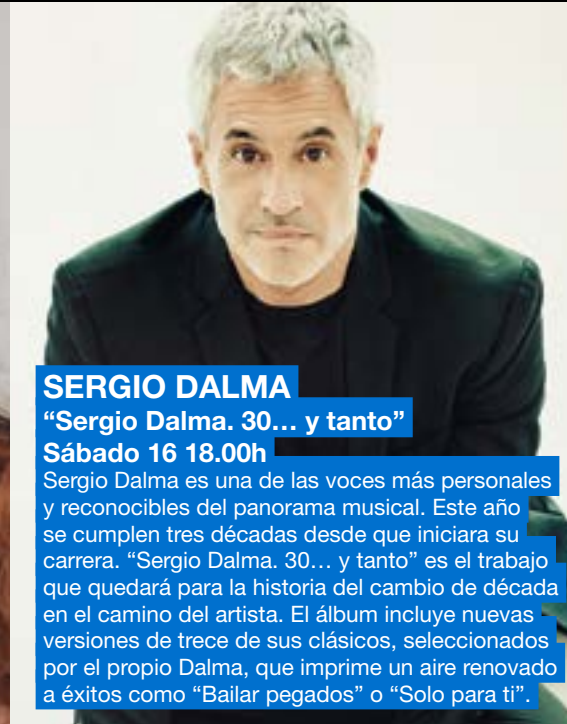 SERGIO DALMA
“Sergio Dalma. 30… y tanto”
Sábado 16 18.00h
Sergio Dalma es una de las voces más personales
y reconocibles del panorama musical. Este año
se cumplen tres décadas desde que iniciara su
carrera. “Sergio Dalma. 30… y tanto” es el trabajo
que quedará para la historia del cambio de década
en el camino del artista. El álbum incluye nuevas
versiones de trece de sus clásicos, seleccionados
por el propio Dalma, que imprime un aire renovado
a éxitos como “Bailar pegados” o “Solo para ti”.